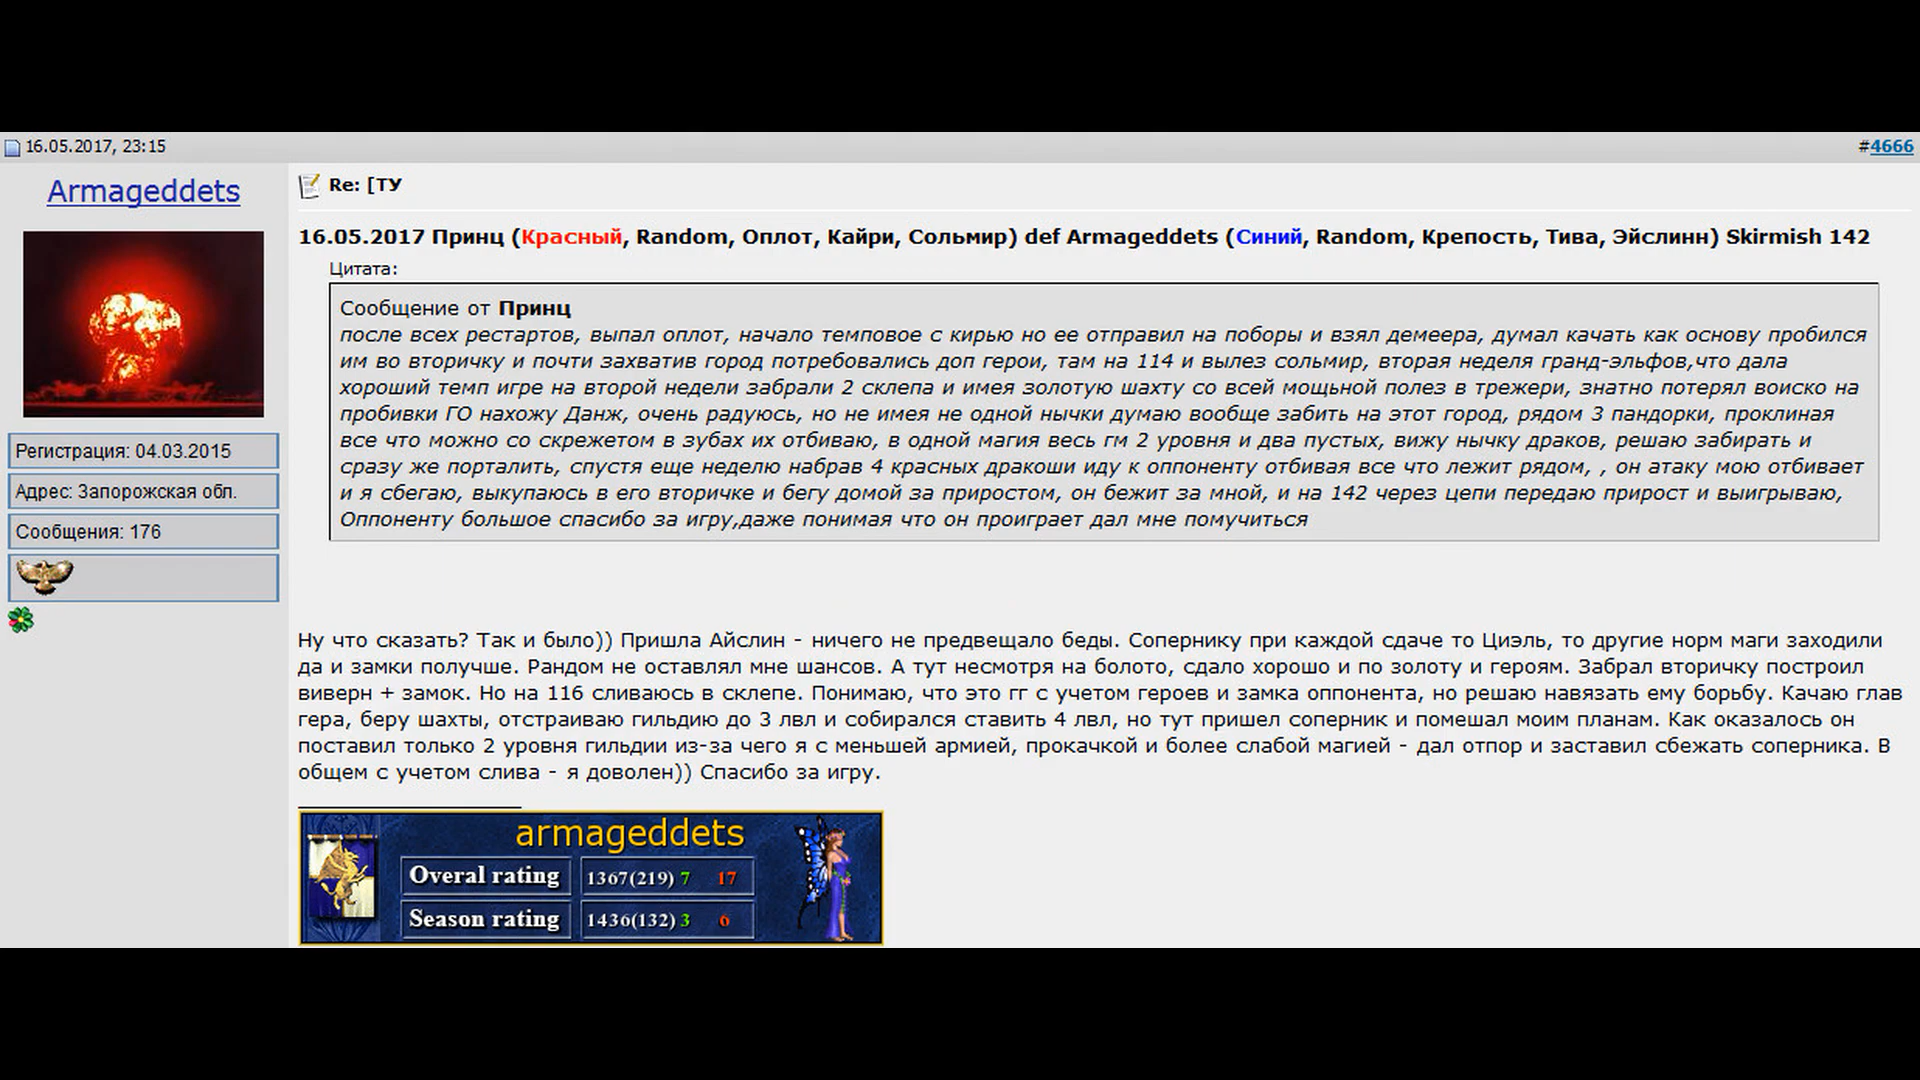 16.05.2017, 23:15
#4666
Armageddets
Регистрация: 04.03.2015
Адрес: Запорожская обл.
Сообщения: 176
Re: [ТУ
16.05.2017 Принц (Красный, Random, Оплот, Кайри, Сольмир) def Armageddets (Синий, Random, Крепость, Тива, Эйслинн) Skirmish 142
Цитата:
Сообщение от Принц
после всех рестартов, выпал оплот, начало темповое с кирью но ее отправил на поборы и взял демеера, думал качать как основу пробился
им во вторичку и почти захватив город потребовались доп герои, там на 114 и вылез сольмир, вторая неделя гранд-эльфов,что дала
хороший темп игре на второй недели забрали 2 склепа и имея золотую шахту со всей мощьной полез в трежери, знатно потерял воиско на
пробивки ГО нахожу Данж, очень радуюсь, но не имея не одной нычки думаю вообще забить на этот город, рядом 3 пандорки, проклиная
все что можно со скрежетом в зубах их отбиваю, в одной магия весь гм 2 уровня и два пустых, вижу нычку драков, решаю забирать и
сразу же порталить, спустя еще неделю набрав 4 красных дракоши иду к оппоненту отбивая все что лежит рядом, , он атаку мою отбивает
и я сбегаю, выкупаюсь в его вторичке и бегу домой за приростом, он бежит за мной, и на 142 через цепи передаю прирост и выигрываю,
Оппоненту большое спасибо за игру,даже понимая что он проиграет дал мне помучиться
Ну что сказать? Так и было)) Пришла Айслин - ничего не предвещало беды. Сопернику при каждой сдаче то Циэль, то другие норм маги заходили
да и замки получше. Рандом не оставлял мне шансов. А тут несмотря на болото, сдало хорошо и по золоту и героям. Забрал вторичку построил
виверн + замок. Но на 116 сливаюсь в склепе. Понимаю, что это гг с учетом героев и замка оппонента, но решаю навязать ему борьбу. Качаю глав
гера, беру шахты, отстраиваю гильдию до 3 лвл и собирался ставить 4 лвл, но тут пришел соперник и помешал моим планам. Как оказалось он
поставил только 2 уровня гильдии из-за чего я с меньшей армией, прокачкой и более слабой магией - дал отпор и заставил сбежать соперника. В
общем с учетом слива - я доволен)) Спасибо за игру.
armageddets
Overal rating 1367(219) 7 17
Season rating 1436(132) 3 6